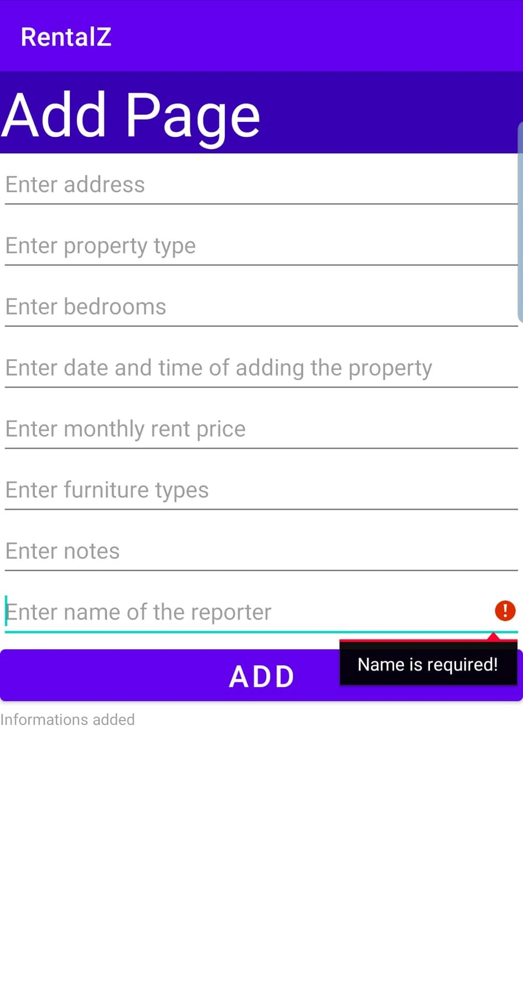 RentalZ
Add Page
Enter address
Enter property type
Enter bedrooms
Enter date and time of adding the property
Enter monthly rent price
Enter furniture types
Enter notes
Enter name of the reporter
!
Name is required!
ADD
Informations added